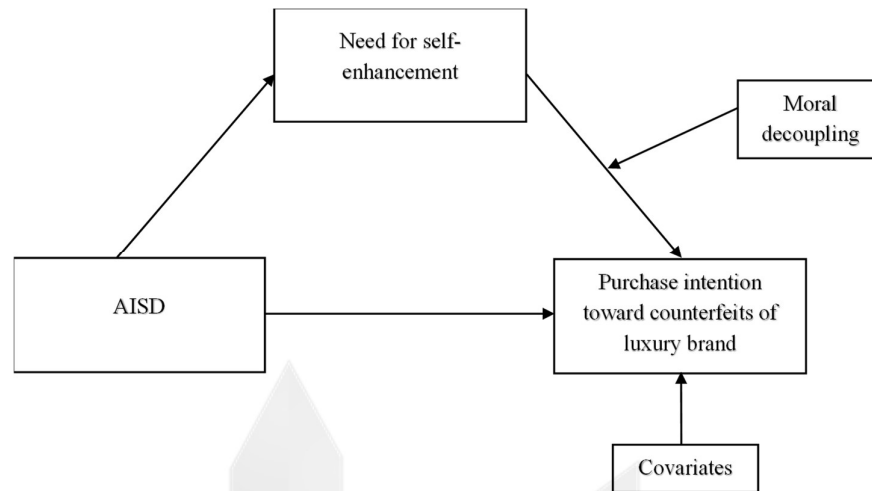 Need for self-
enhancement
Moral
decoupling
AISD
Purchase intention
toward counterfeits of
luxury brand
Covariates